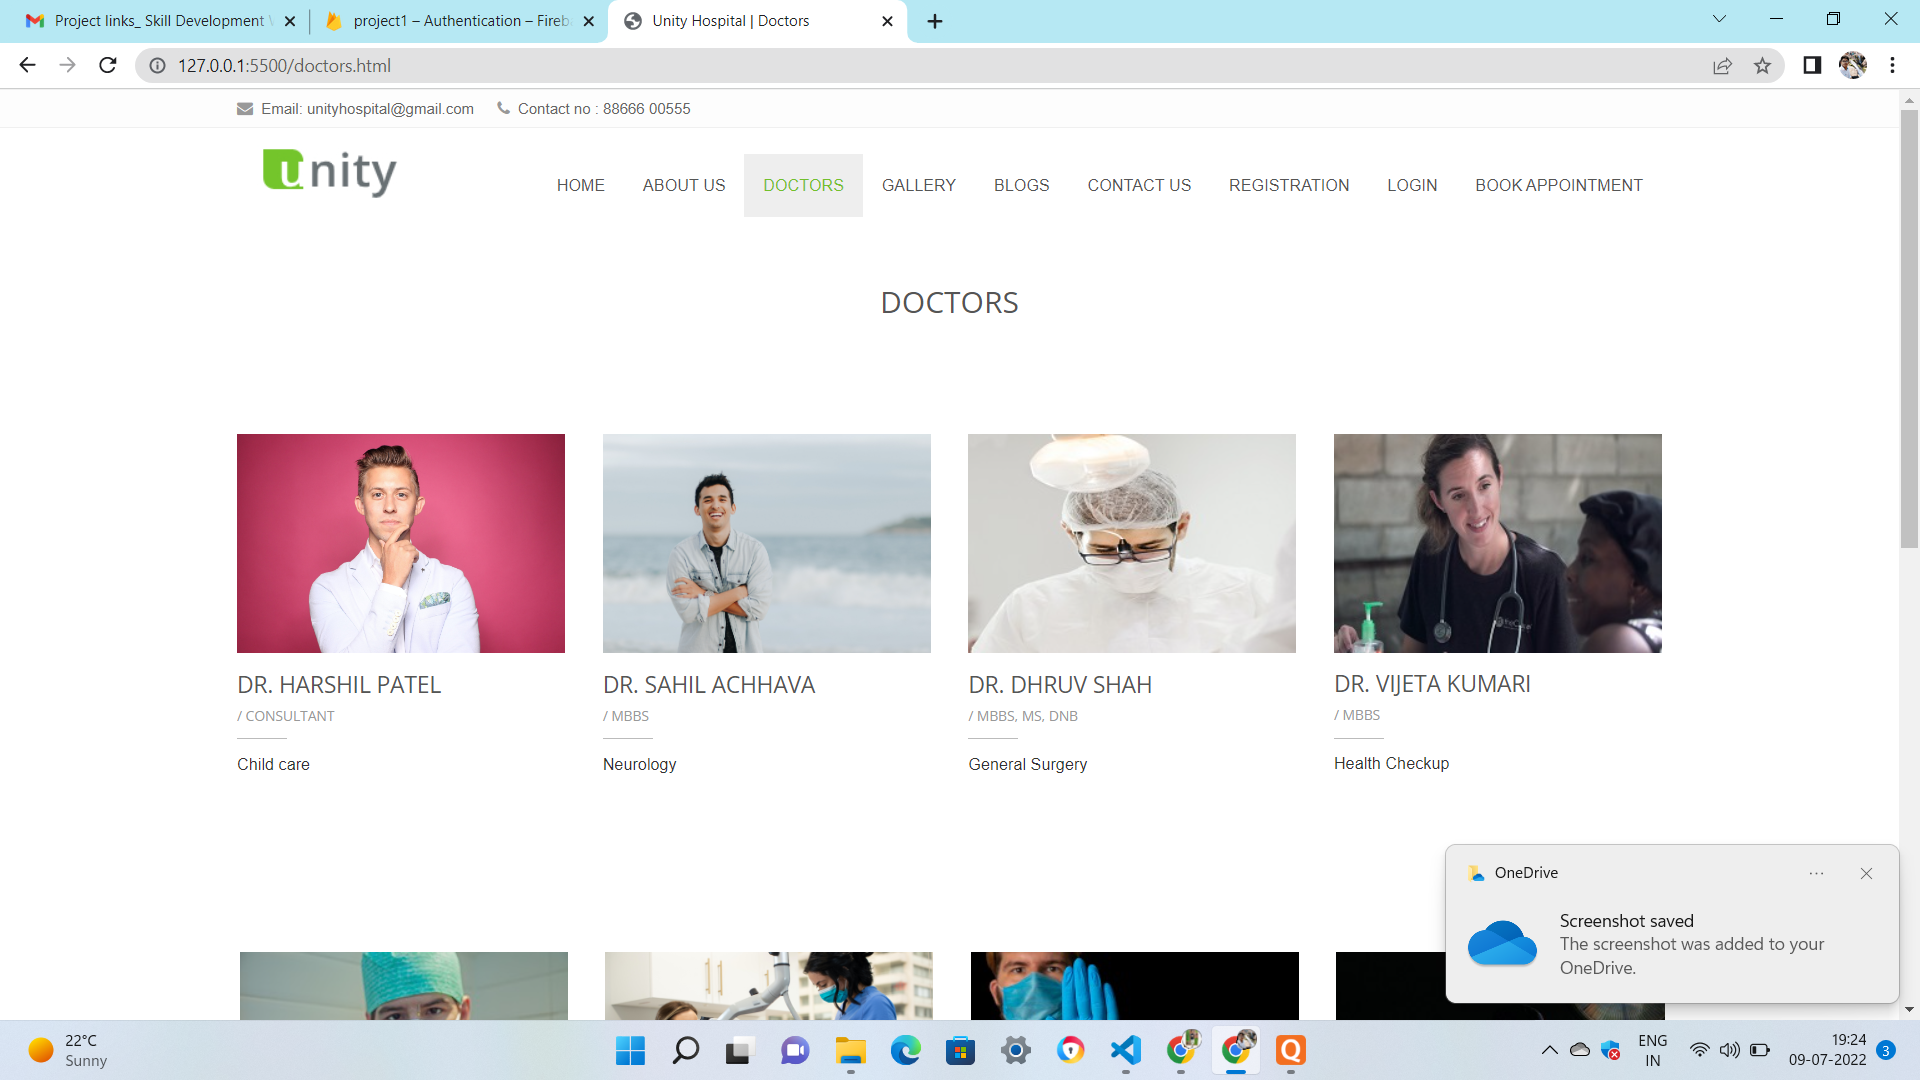 Project links_ Skill Development
project1 – Authentication – Fireb
Unity Hospital | Doctors
127.0.0.1:5500/doctors.html
Email: unityhospital@gmail.com
Contact no : 88666 00555
unity
HOME
ABOUT US
DOCTORS
GALLERY
BLOGS
CONTACT US
REGISTRATION
LOGIN
BOOK APPOINTMENT
DOCTORS
DR. HARSHIL PATEL
/ CONSULTANT
Child care
DR. SAHIL ACHHAVA
/ MBBS
Neurology
DR. DHRUV SHAH
/ MBBS, MS, DNB
General Surgery
DR. VIJETA KUMARI
/ MBBS
Health Checkup
OneDrive
Screenshot saved
The screenshot was added to your
OneDrive.
22°C
Sunny
ENG
IN
19:24
09-07-2022
3